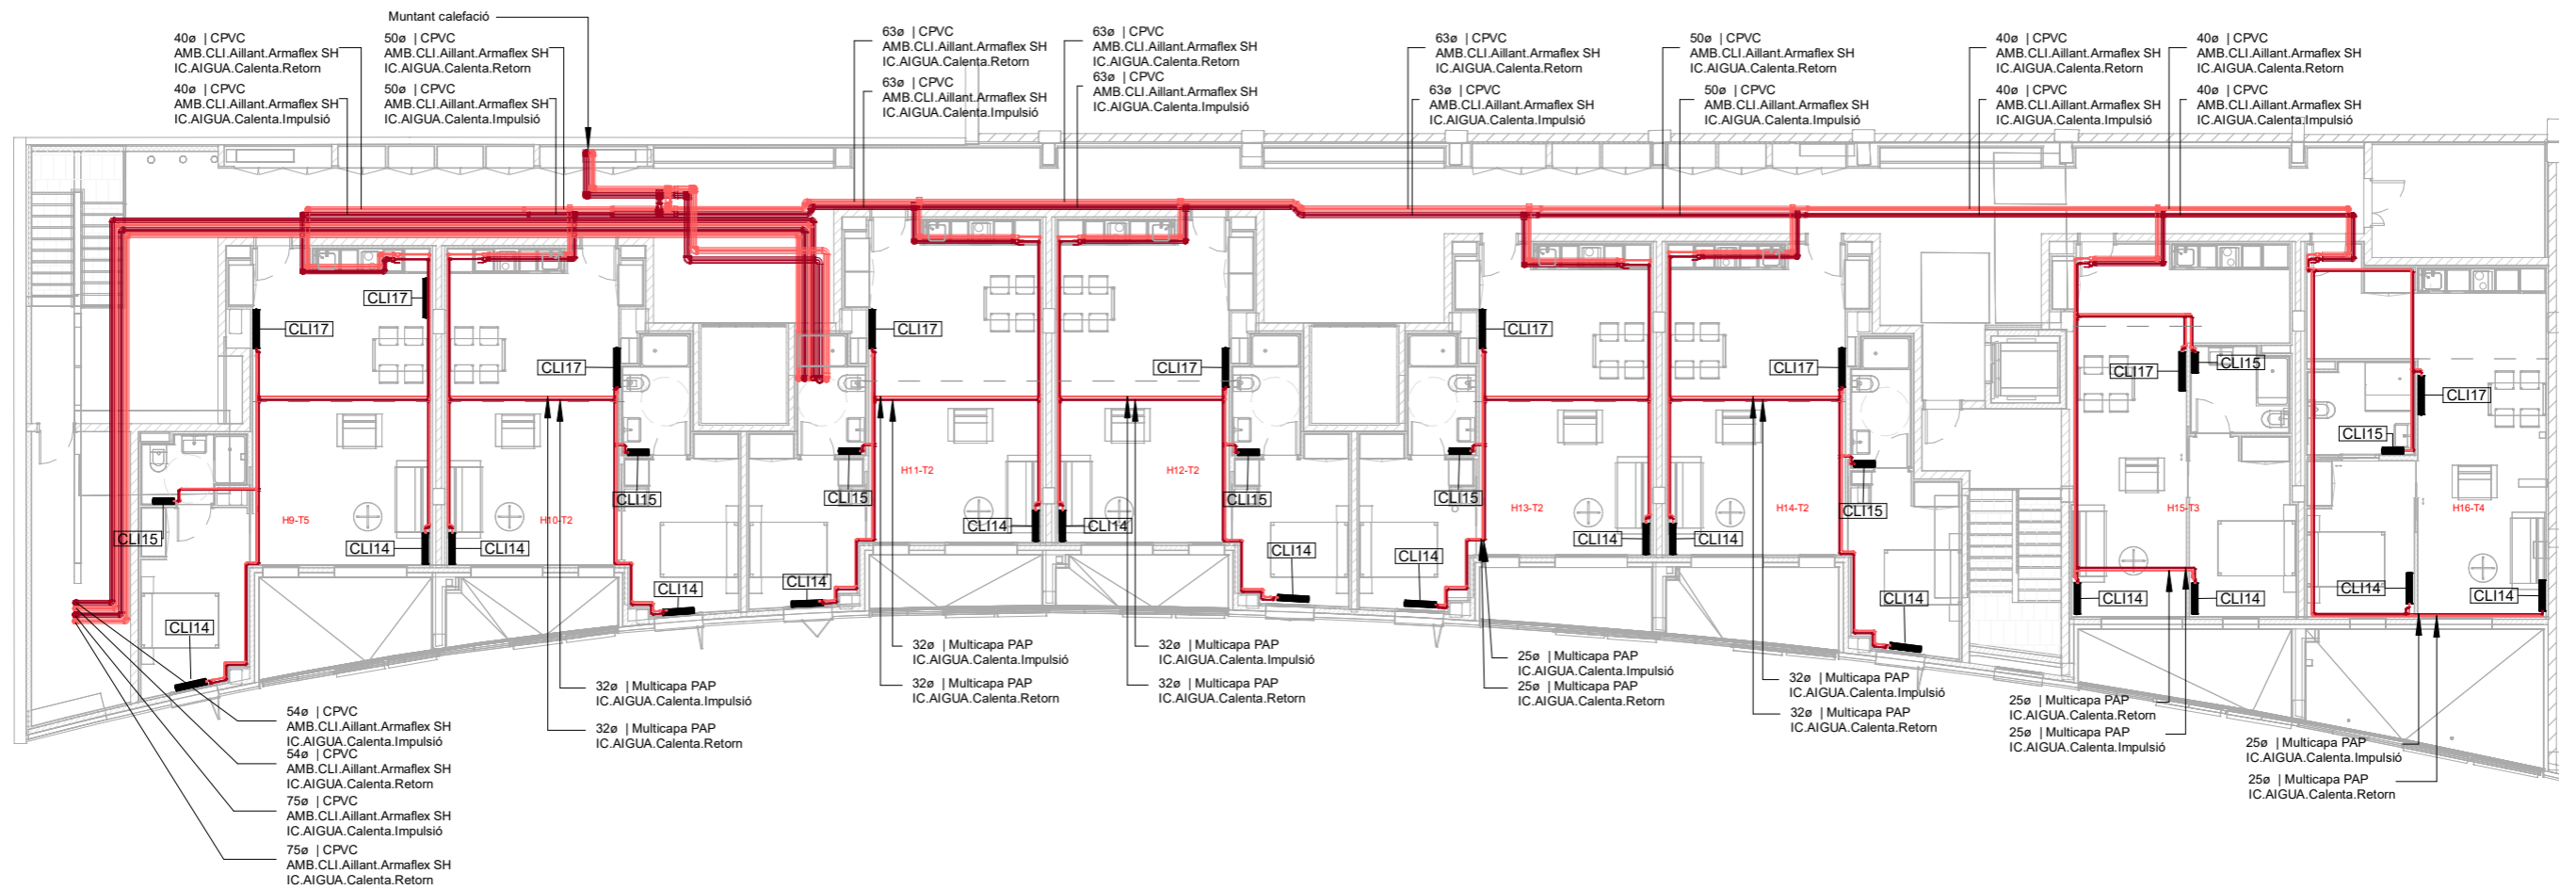 Muntant calefació
40ø | CPVC
AMB.CLI.Aillant.Armaflex SH
IC.AIGUA.Calenta.Retorn
40ø | CPVC
AMB.CLI.Aillant.Armaflex SH
IC.AIGUA.Calenta.Impulsió
50ø | CPVC
AMB.CLI.Aillant.Armaflex SH
IC.AIGUA.Calenta.Retorn
50ø | CPVC
AMB.CLI.Aillant.Armaflex SH
IC.AIGUA.Calenta.Impulsió
63ø | CPVC
AMB.CLI.Aillant.Armaflex SH
IC.AIGUA.Calenta.Retorn
63ø | CPVC
AMB.CLI.Aillant.Armaflex SH
IC.AIGUA.Calenta.Impulsió
63ø | CPVC
AMB.CLI.Aillant.Armaflex SH
IC.AIGUA.Calenta.Retorn
63ø | CPVC
AMB.CLI.Aillant.Armaflex SH
IC.AIGUA.Calenta.Impulsió
63ø | CPVC
AMB.CLI.Aillant.Armaflex SH
IC.AIGUA.Calenta.Retorn
63ø | CPVC
AMB.CLI.Aillant.Armaflex SH
IC.AIGUA.Calenta.Impulsió
50ø | CPVC
AMB.CLI.Aillant.Armaflex SH
IC.AIGUA.Calenta.Retorn
50ø | CPVC
AMB.CLI.Aillant.Armaflex SH
IC.AIGUA.Calenta.Impulsió
40ø | CPVC
AMB.CLI.Aillant.Armaflex SH
IC.AIGUA.Calenta.Retorn
40ø | CPVC
AMB.CLI.Aillant.Armaflex SH
IC.AIGUA.Calenta.Impulsió
40ø | CPVC
AMB.CLI.Aillant.Armaflex SH
IC.AIGUA.Calenta.Retorn
40ø | CPVC
AMB.CLI.Aillant.Armaflex SH
IC.AIGUA.Calenta.Impulsió
CLI17
CLI17
CLI15
H9-T5
CLI14
CLI14
CLI17
H10-T2
CLI14
CLI15
CLI14
CLI17
CLI15
H11-T2
CLI14
CLI14
CLI17
H12-T2
CLI14
CLI15
CLI14
CLI17
CLI15
H13-T2
CLI14
CLI14
CLI17
H14-T2
CLI14
CLI15
CLI14
CLI17
CLI15
H15-T3
CLI14
CLI14
CLI17
CLI15
H16-T4
CLI14
CLI14
54ø | CPVC
AMB.CLI.Aillant.Armaflex SH
IC.AIGUA.Calenta.Impulsió
54ø | CPVC
AMB.CLI.Aillant.Armaflex SH
IC.AIGUA.Calenta.Retorn
75ø | CPVC
AMB.CLI.Aillant.Armaflex SH
IC.AIGUA.Calenta.Impulsió
75ø | CPVC
AMB.CLI.Aillant.Armaflex SH
IC.AIGUA.Calenta.Retorn
32ø | Multicapa PAP
IC.AIGUA.Calenta.Impulsió
32ø | Multicapa PAP
IC.AIGUA.Calenta.Retorn
32ø | Multicapa PAP
IC.AIGUA.Calenta.Impulsió
32ø | Multicapa PAP
IC.AIGUA.Calenta.Retorn
32ø | Multicapa PAP
IC.AIGUA.Calenta.Impulsió
32ø | Multicapa PAP
IC.AIGUA.Calenta.Retorn
25ø | Multicapa PAP
IC.AIGUA.Calenta.Impulsió
25ø | Multicapa PAP
IC.AIGUA.Calenta.Retorn
32ø | Multicapa PAP
IC.AIGUA.Calenta.Impulsió
32ø | Multicapa PAP
IC.AIGUA.Calenta.Retorn
25ø | Multicapa PAP
IC.AIGUA.Calenta.Retorn
25ø | Multicapa PAP
IC.AIGUA.Calenta.Impulsió
25ø | Multicapa PAP
IC.AIGUA.Calenta.Impulsió
25ø | Multicapa PAP
IC.AIGUA.Calenta.Retorn